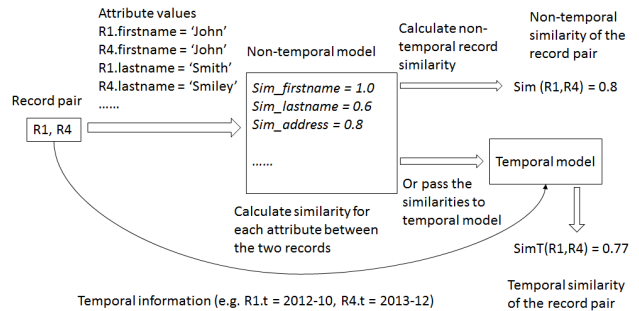 Attribute values
R1.firstname = 'John'
R4.firstname = 'John'
R1.lastname = 'Smith'
R4.lastname = 'Smiley'
......
Record pair
R1, R4
Non-temporal model
Sim_firstname = 1.0
Sim_lastname = 0.6
Sim_address = 0.8
......
Calculate similarity for
each attribute between
the two records
Calculate non-
temporal record
similarity
Non-temporal
similarity of the
record pair
Sim (R1,R4) = 0.8
Or pass the
similarities to
temporal model
Temporal model
SimT(R1,R4) = 0.77
Temporal similarity
of the record pair
Temporal information (e.g. R1.t = 2012-10, R4.t = 2013-12)